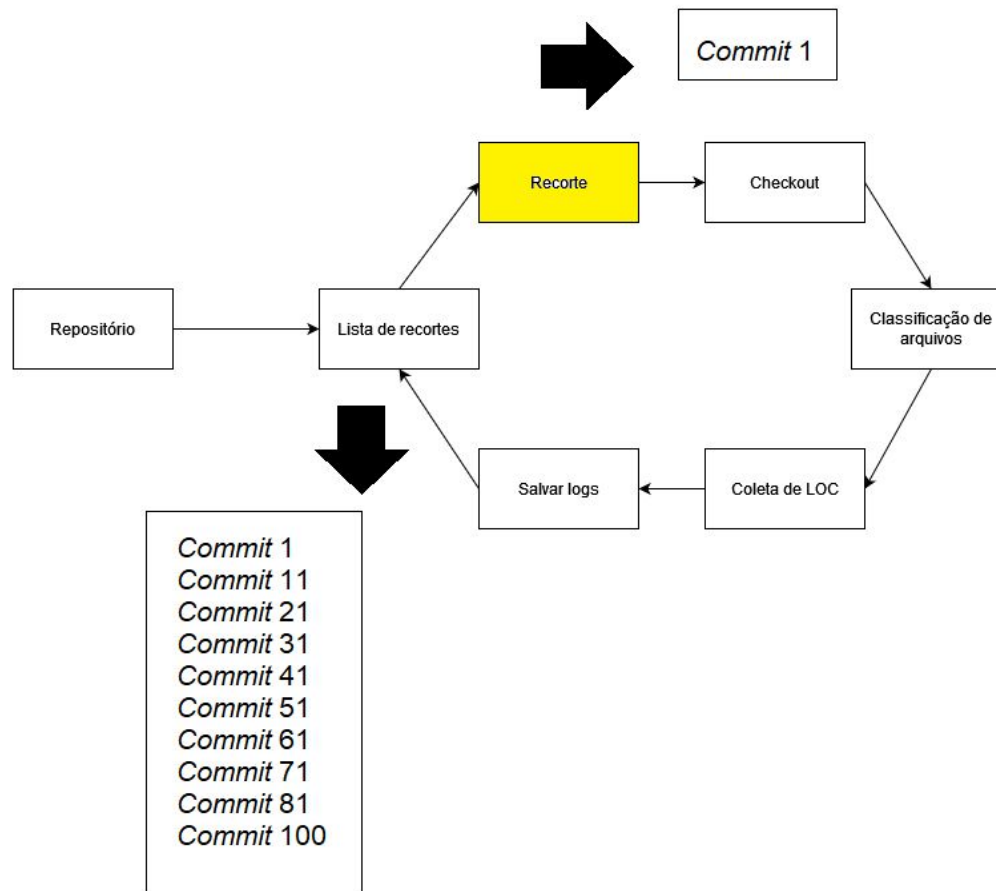 Commit 1
Recorte
Checkout
Repositório
Lista de recortes
Classificação de
arquivos
Salvar logs
Coleta de LOC
Commit 1
Commit 11
Commit 21
Commit 31
Commit 41
Commit 51
Commit 61
Commit 71
Commit 81
Commit 100